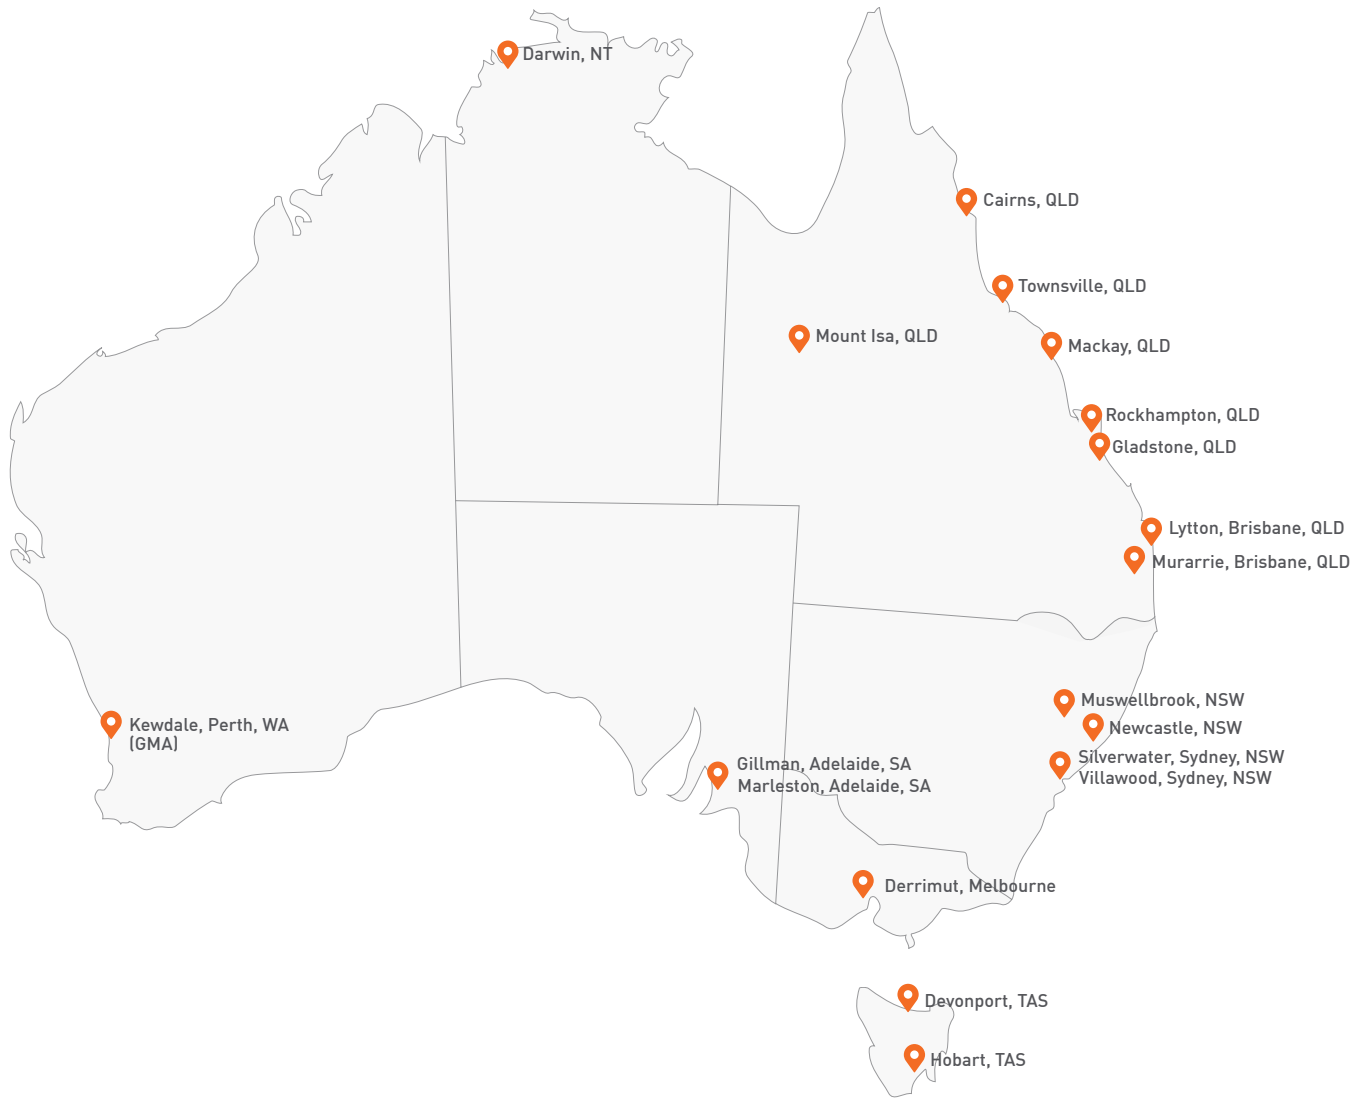 Darwin, NT
Cairns, QLD
Townsville, QLD
Mount Isa, QLD
Mackay, QLD
Rockhampton, QLD
Gladstone, QLD
Lytton, Brisbane, QLD
Murarrie, Brisbane, QLD
Muswellbrook, NSW
Kewdale, Perth, WA
(GMA)
Newcastle, NSW
Silverwater, Sydney, NSW
Villawood, Sydney, NSW
Gillman, Adelaide, SA
Marleston, Adelaide, SA
Derrimut, Melbourne
Devonport, TAS
Hobart, TAS